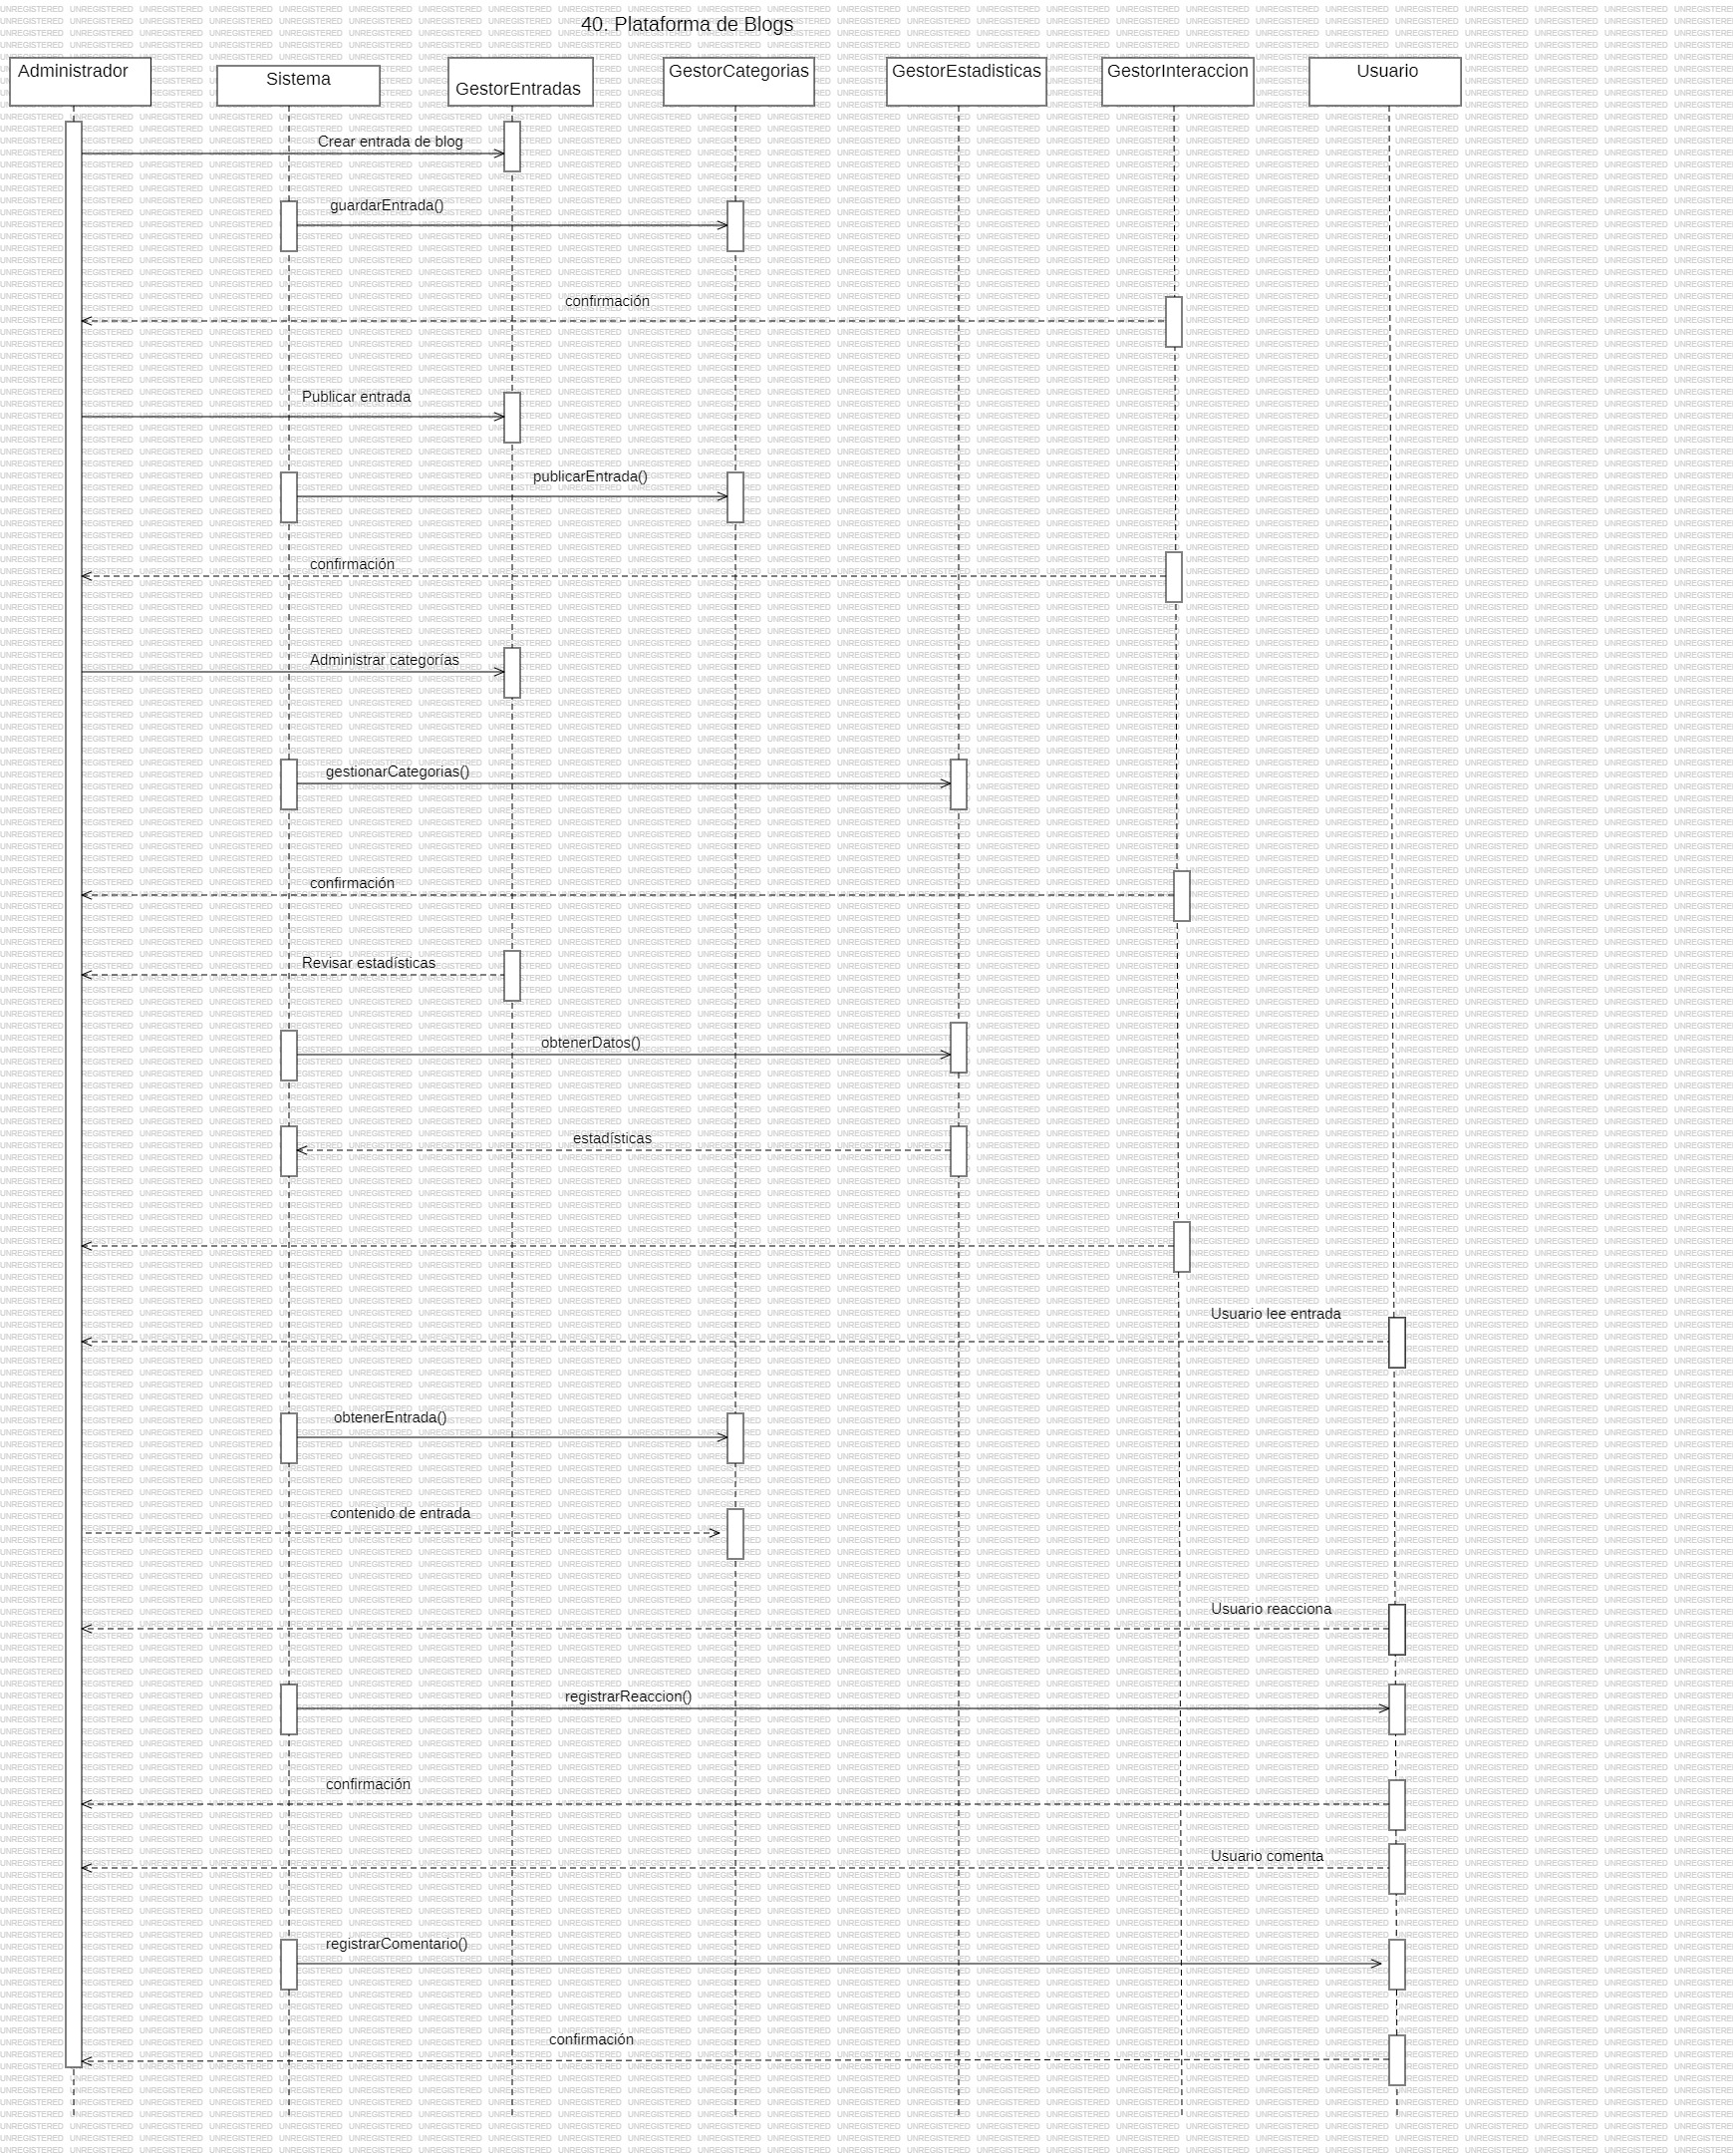 40. Plataforma de Blogs
Administrador
Sistema
GestorEntradas
GestorCategorias
GestorEstadisticas
GestorInteraccion
Usuario
Crear entrada de blog
guardarEntrada()
confirmación
Publicar entrada
publicarEntrada()
confirmación
Administrar categorías
gestionarCategorias()
confirmación
Revisar estadísticas
obtenerDatos()
estadísticas
Usuario lee entrada
obtenerEntrada()
contenido de entrada
Usuario reacciona
registrarReaccion()
confirmación
Usuario comenta
registrarComentario()
confirmación
UNREGISTERED